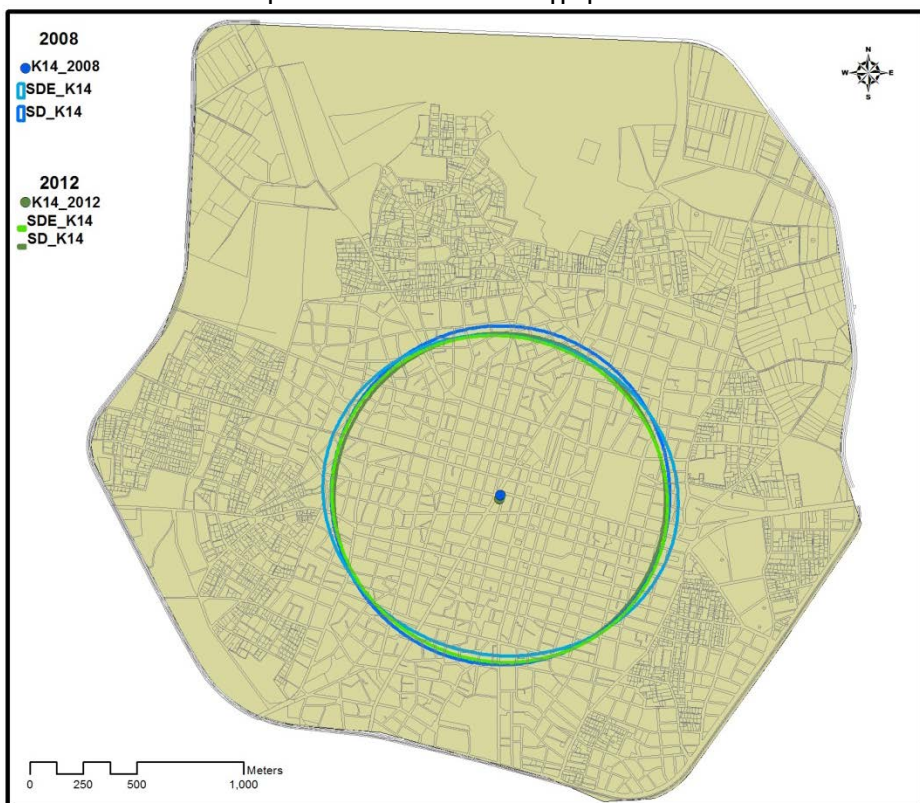 2008
K14_2008
SDE_K14
SD_K14
2012
K14_2012
SDE_K14
SD_K14
N
W E
S
Meters
0 250 500 1,000